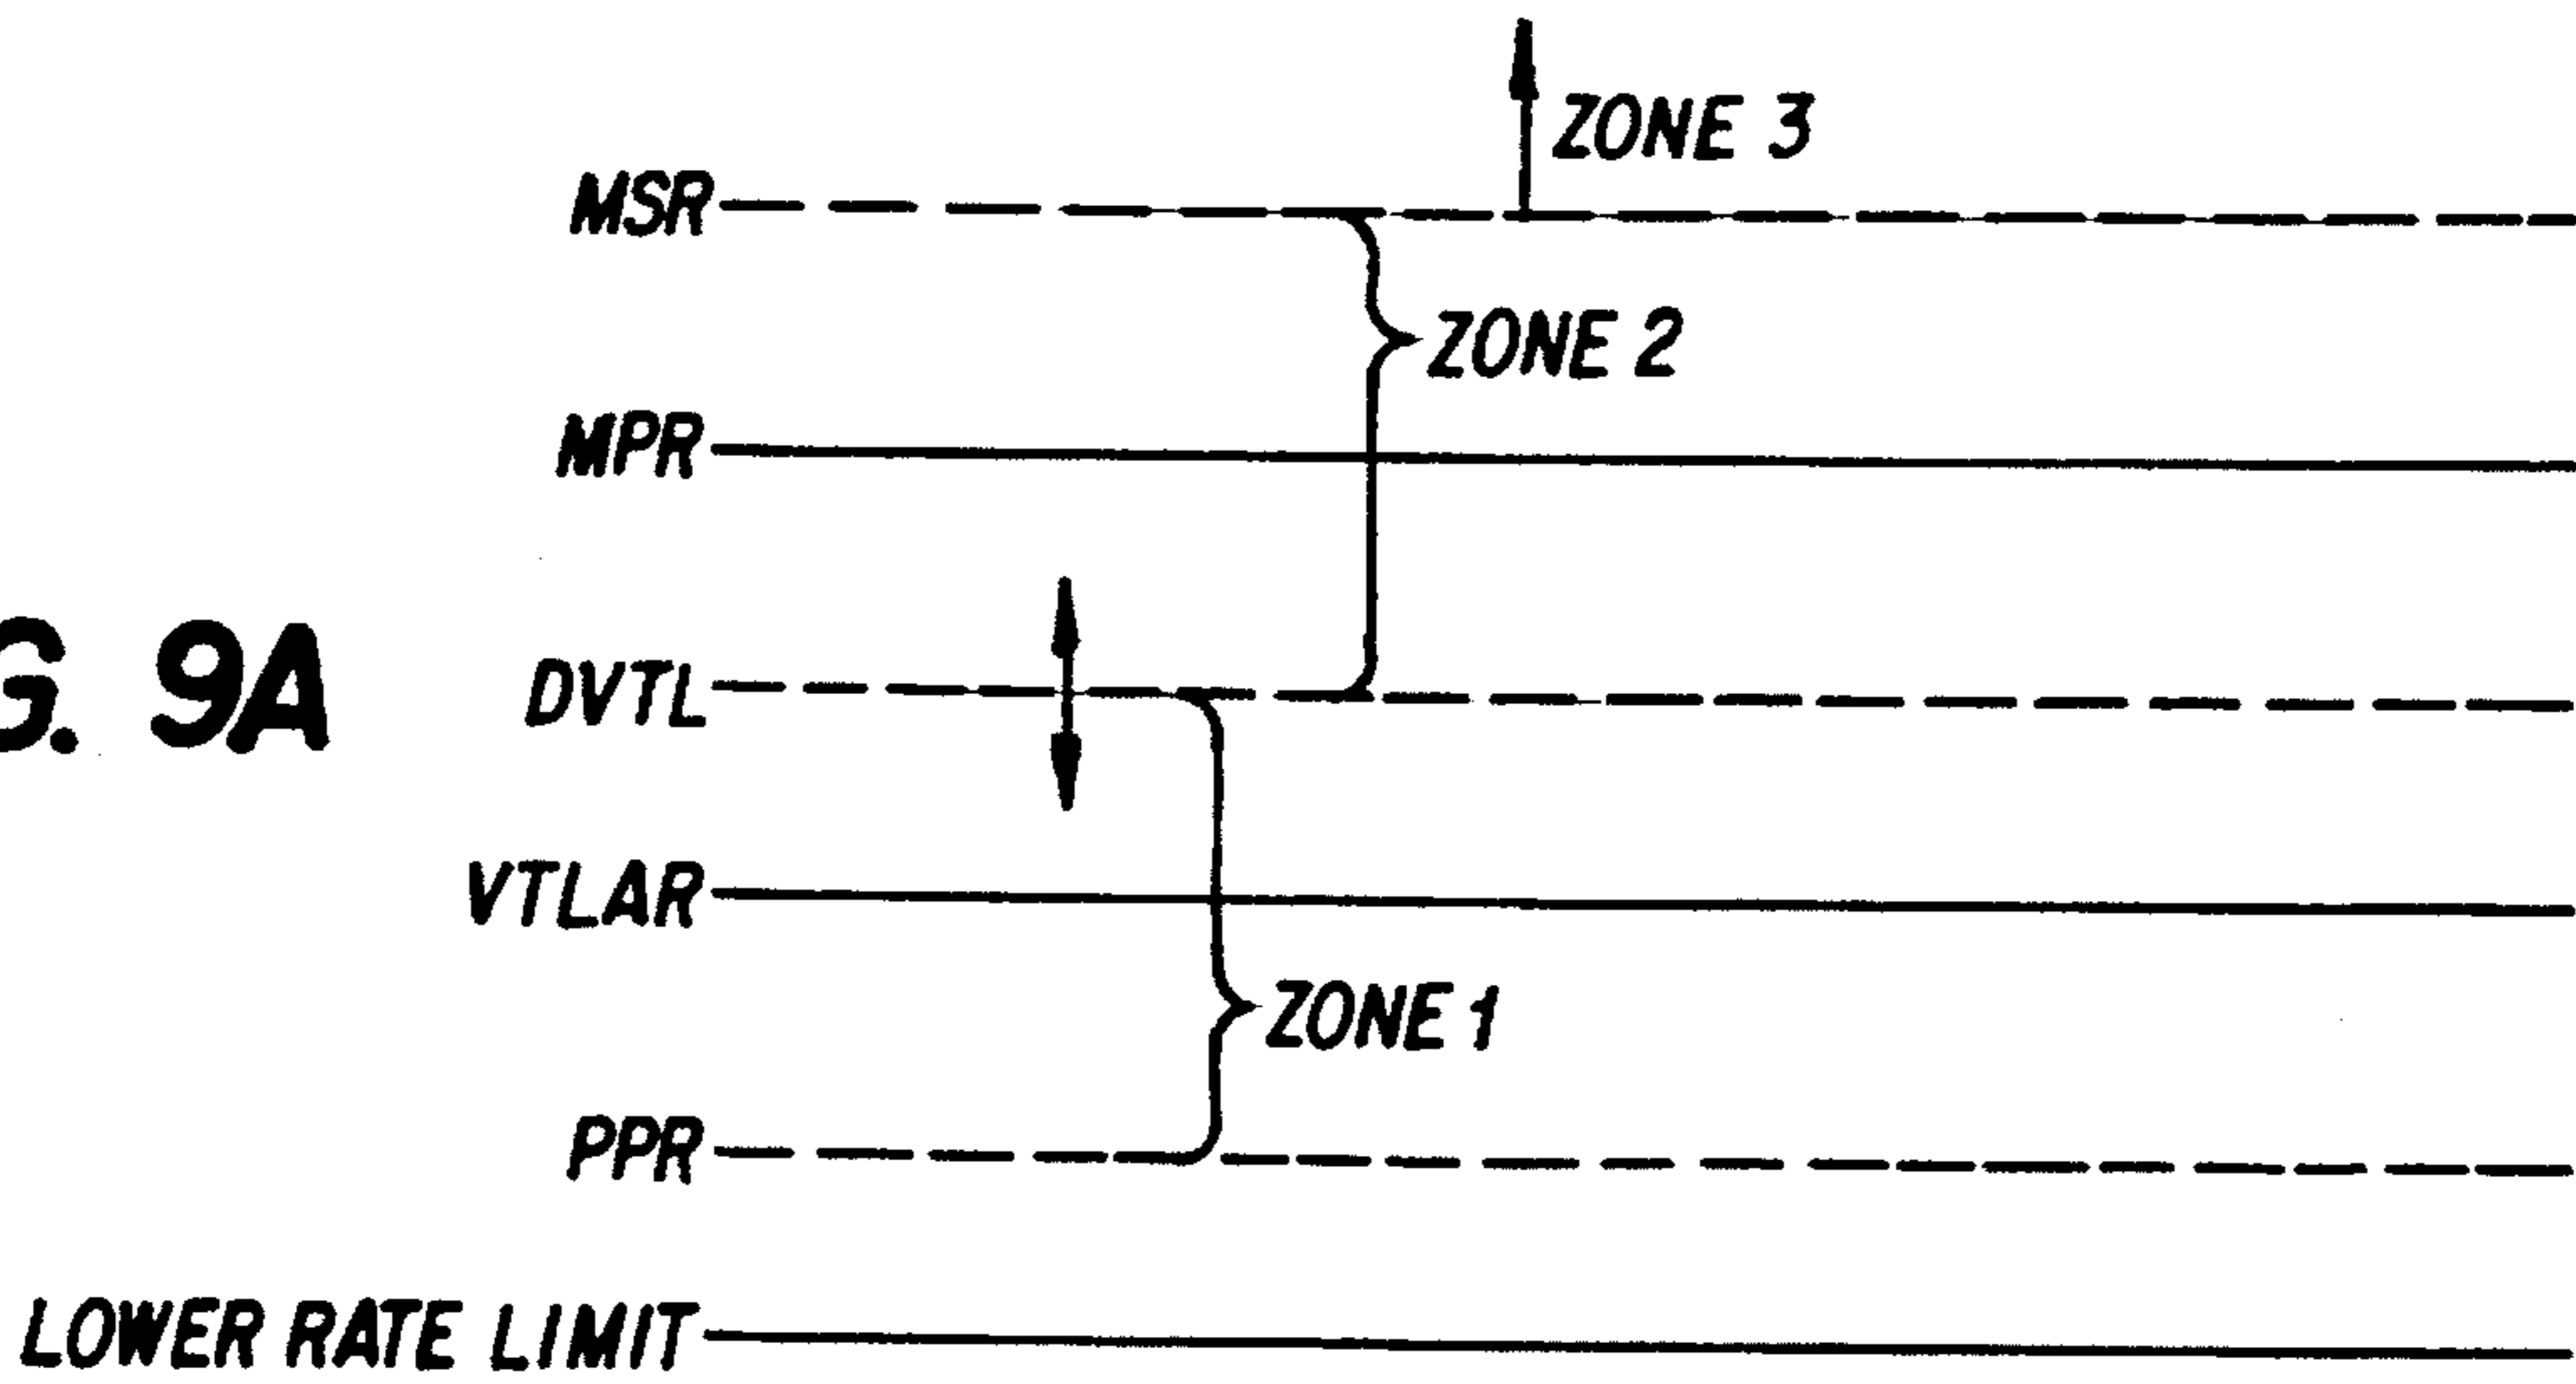 ZONE 3
MSR
ZONE 2
MPR
G. 9A
DVTL
VTLAR
ZONE 1
PPR
LOWER RATE LIMIT